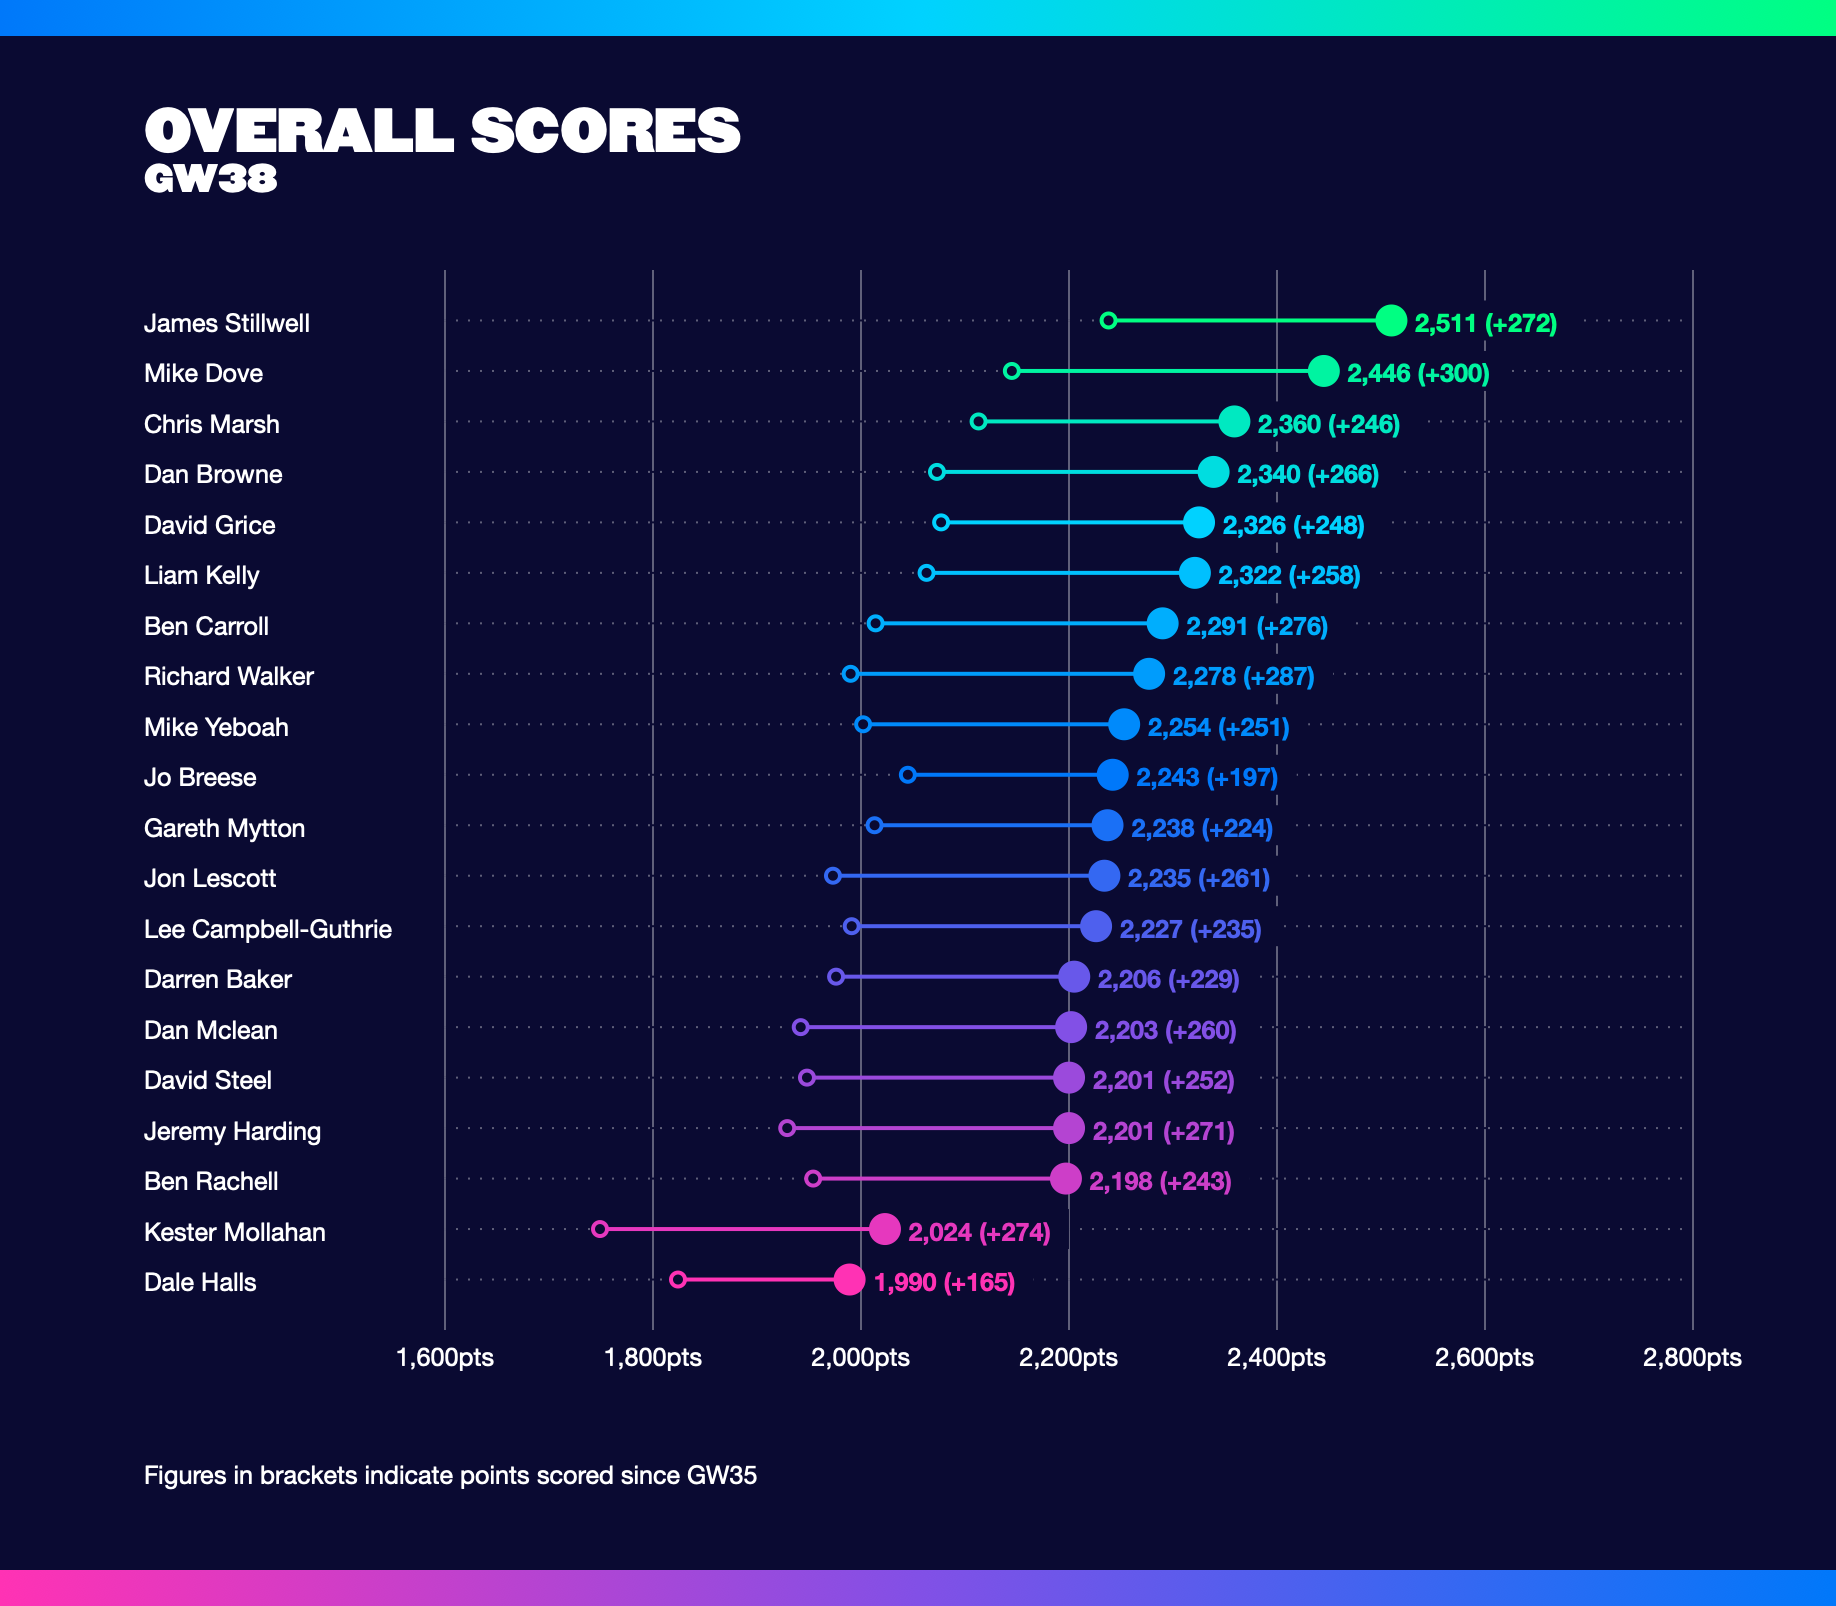 OVERALL SCORES
GW38
James Stillwell 2,511 (+272)
Mike Dove 2,446 (+300)
Chris Marsh 2,360 (+246)
Dan Browne 2,340 (+266)
David Grice 2,326 (+248)
Liam Kelly 2,322 (+258)
Ben Carroll 2,291 (+276)
Richard Walker 2,278 (+287)
Mike Yeboah 2,254 (+251)
Jo Breese 2,243 (+197)
Gareth Mytton 2,238 (+224)
Jon Lescott 2,235 (+261)
Lee Campbell-Guthrie 2,227 (+235)
Darren Baker 2,206 (+229)
Dan Mclean 2,203 (+260)
David Steel 2,201 (+252)
Jeremy Harding 2,201 (+271)
Ben Rachell 2,198 (+243)
Kester Mollahan 2,024 (+274)
Dale Halls 1,990 (+165)
1,600pts 1,800pts 2,000pts 2,200pts 2,400pts 2,600pts 2,800pts
Figures in brackets indicate points scored since GW35